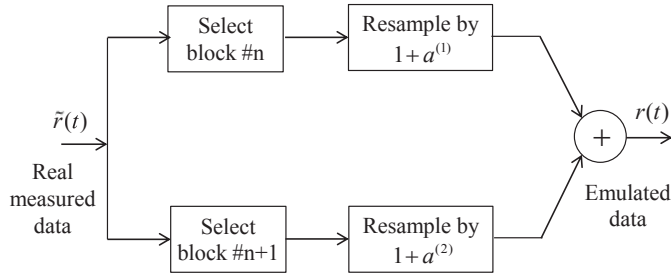 Select
block #n
Resample by
1+a^(1)
r̃(t)
Real
measured
data
+
r(t)
Emulated
data
Select
block #n+1
Resample by
1+a^(2)